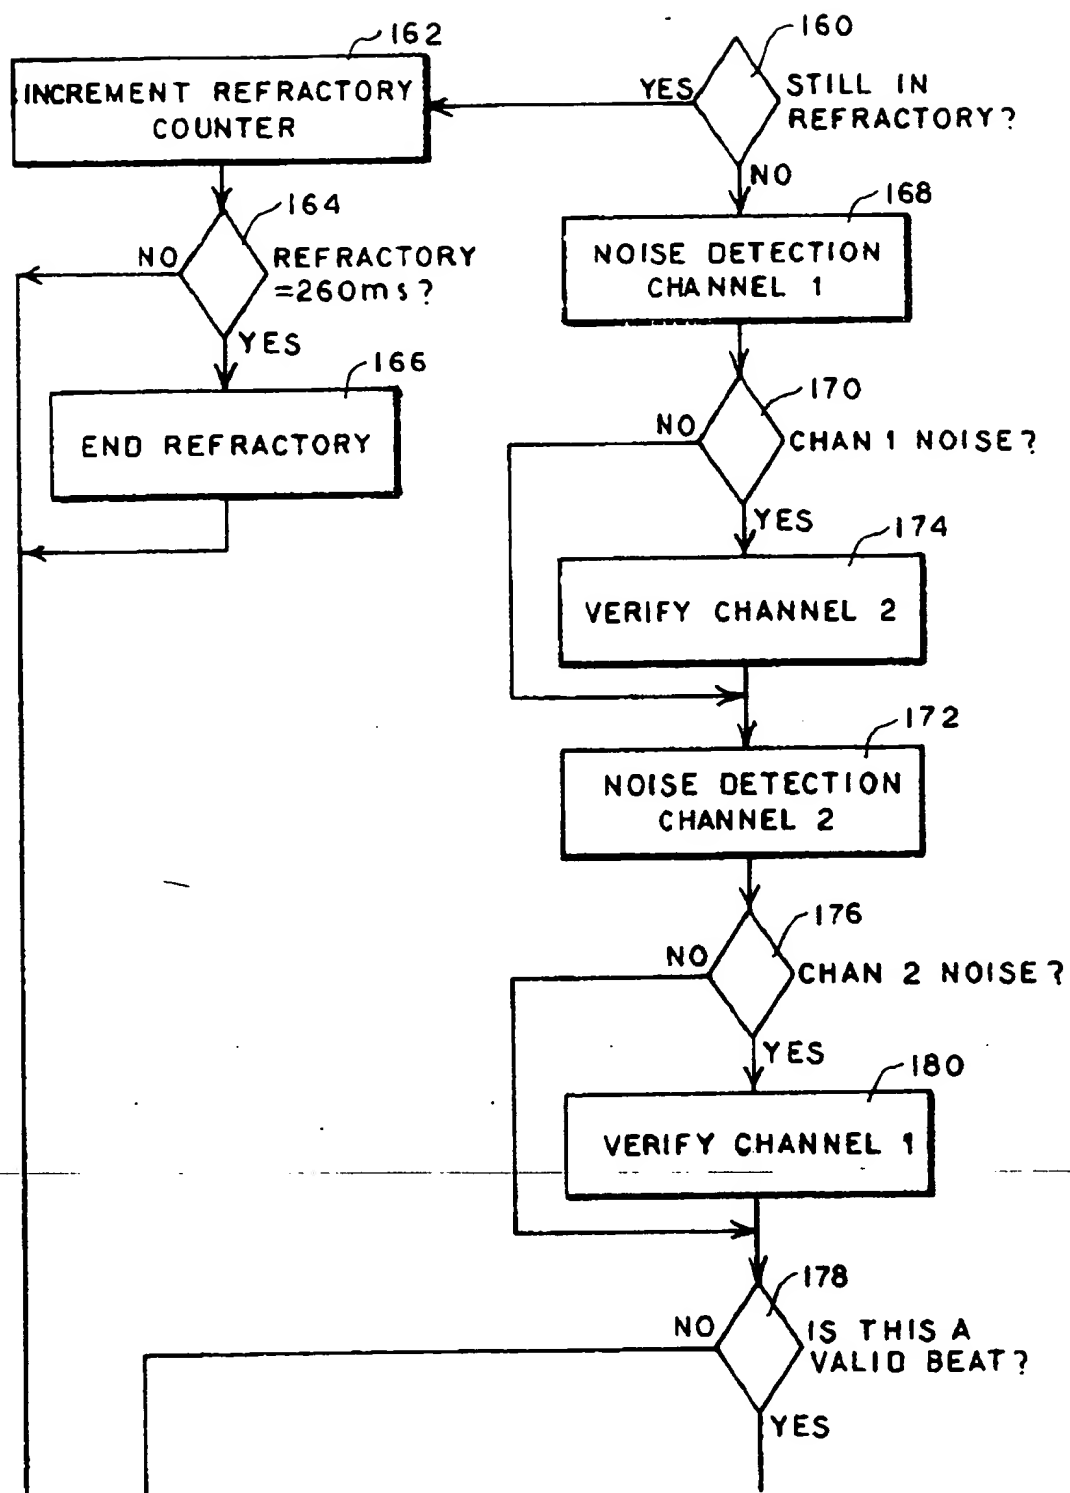 162
INCREMENT REFRACTORY
COUNTER
160
YES
STILL IN
REFRACTORY?
NO
164
NO
REFRACTORY
=260ms?
YES
166
END REFRACTORY
168
NOISE DETECTION
CHANNEL 1
170
NO
CHAN 1 NOISE?
YES
174
VERIFY CHANNEL 2
172
NOISE DETECTION
CHANNEL 2
176
NO
CHAN 2 NOISE?
YES
180
VERIFY CHANNEL 1
178
NO
IS THIS A
VALID BEAT?
YES